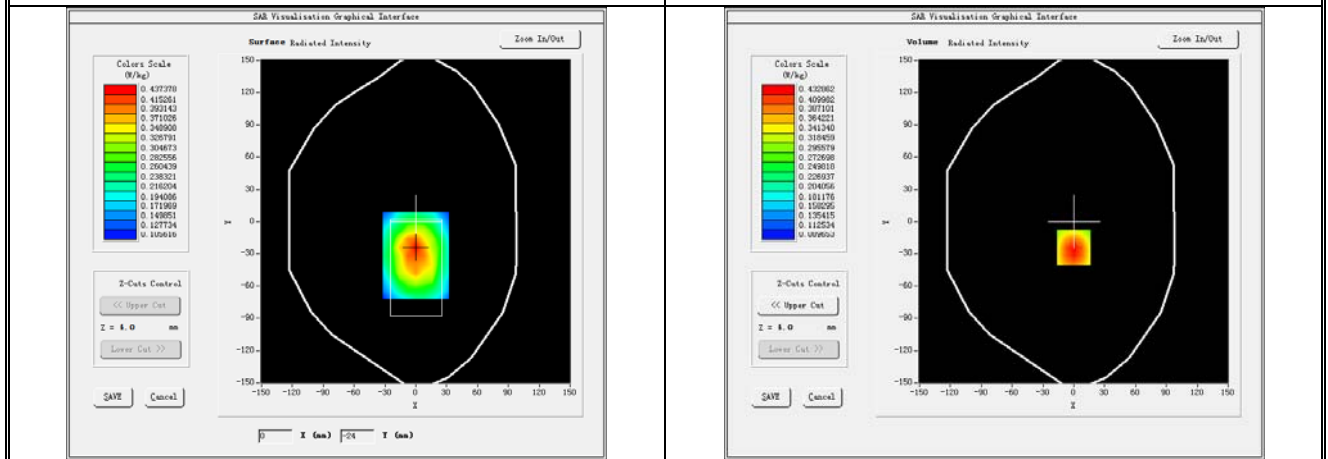 SAR Visualisation Graphical Interface
Surface Radiated Intensity
Zoom In/Out
Colors Scale
(W/kg)
0.437378
0.415261
0.393143
0.371026
0.348908
0.326791
0.304673
0.282556
0.260439
0.238321
0.216204
0.194086
0.171969
0.149851
0.127734
0.105616
150
120
90
60
30
0
-30
-60
-90
-120
-150
Y
-150 -120 -90 -60 -30 0 30 60 90 120 150
X
Z-Cuts Control
<< Upper Cut
Z = 4.0 mm
Lower Cut >>
SAVE Cancel
0 X (mm) -24 Y (mm)
SAR Visualisation Graphical Interface
Volume Radiated Intensity
Zoom In/Out
Colors Scale
(W/kg)
0.432862
0.409982
0.387101
0.364221
0.341340
0.318459
0.295579
0.272698
0.249818
0.226937
0.204056
0.181176
0.158295
0.135415
0.112534
0.089653
150
120
90
60
30
0
-30
-60
-90
-120
-150
Y
-150 -120 -90 -60 -30 0 30 60 90 120 150
X
Z-Cuts Control
<< Upper Cut
Z = 4.0 mm
Lower Cut >>
SAVE Cancel